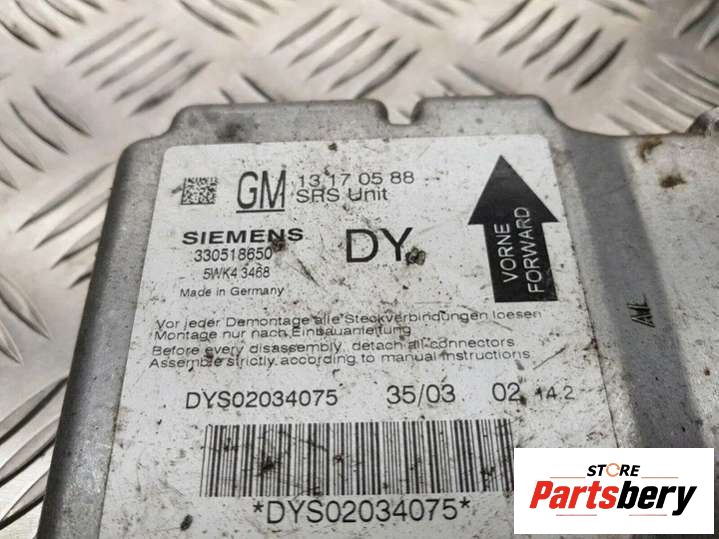 GM 13 17 05 88
SRS Unit
SIEMENS DY
330518650
5WK4 3468
Made in Germany
VORNE
FORWARD
Vor jeder Demontage alle Steckverbindungen loesen
Montage nur nach Einbauanleitung
Before every disassembly, detach all connectors
Assemble strictly according to manual instructions
DYS02034075 35/03 02 14.2
*DYS02034075*
STORE
Partsbery